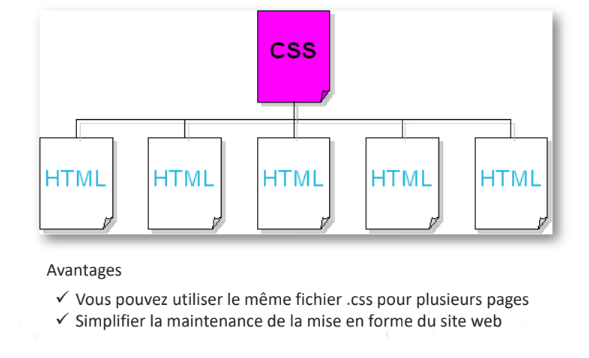 CSS
HTML HTML HTML HTML HTML
Avantages
✓ Vous pouvez utiliser le même fichier .css pour plusieurs pages
✓ Simplifier la maintenance de la mise en forme du site web